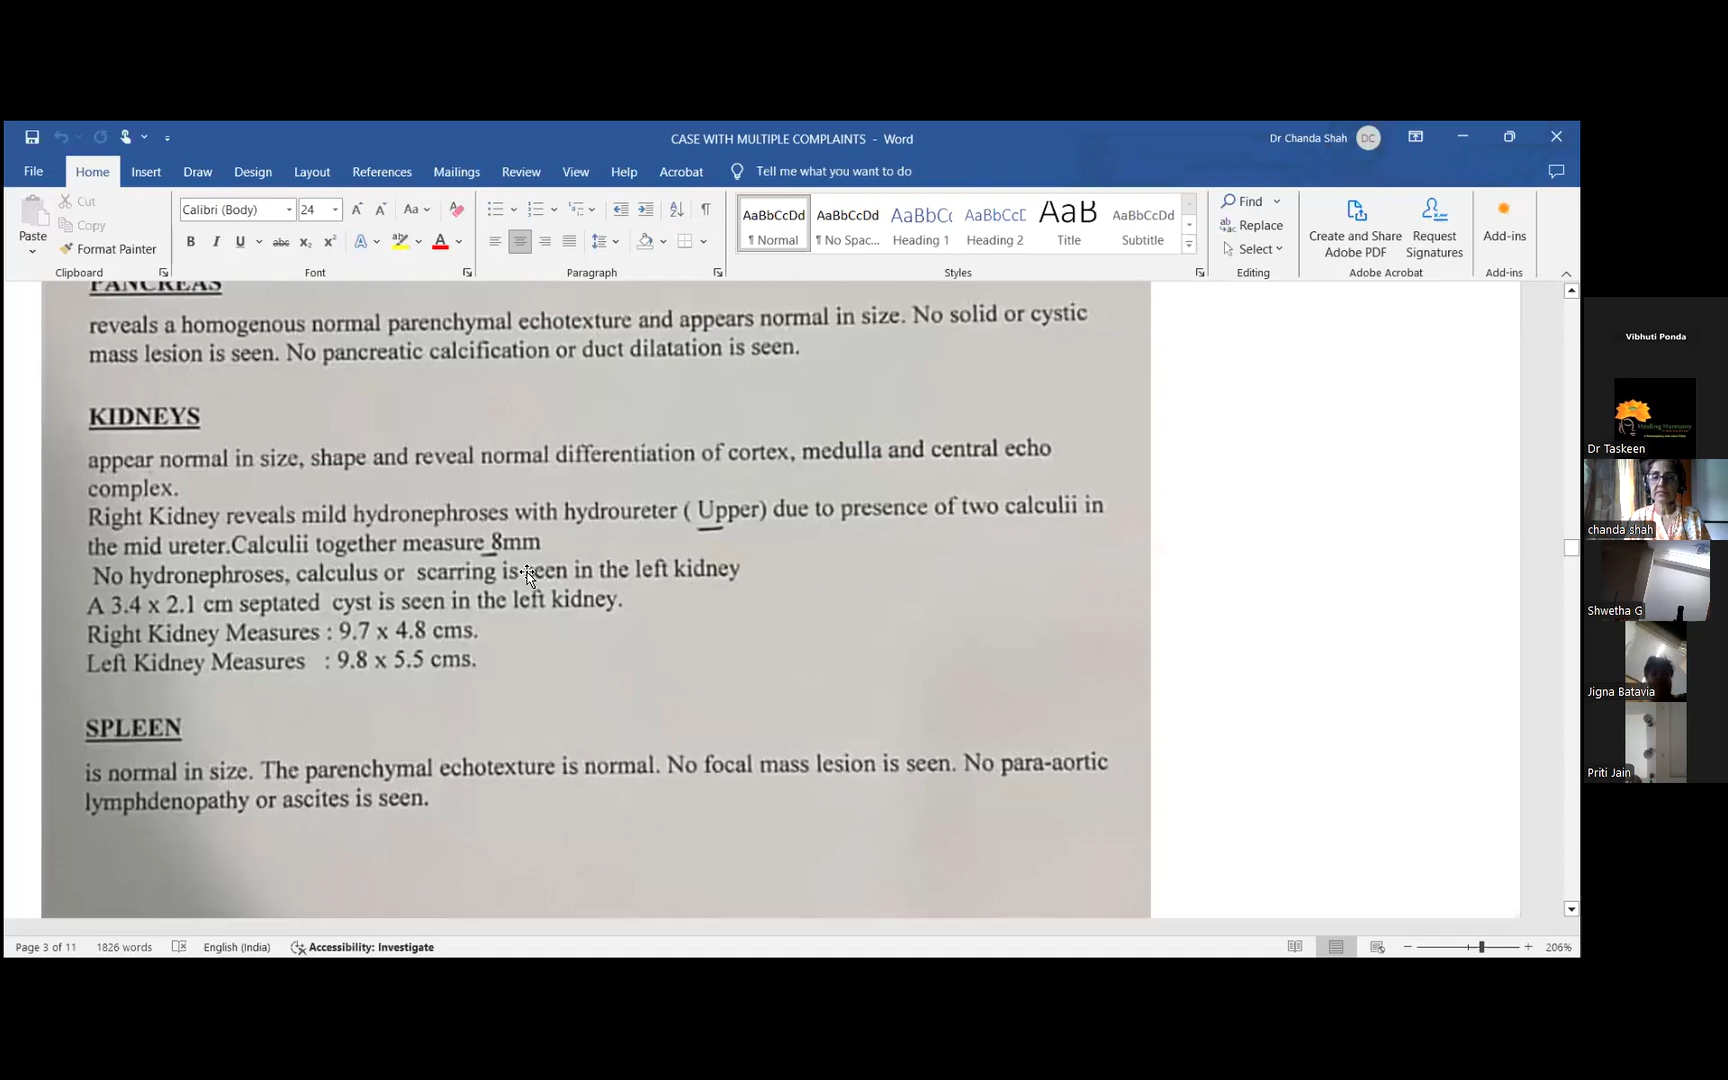 CASE WITH MULTIPLE COMPLAINTS - Word
Dr Chanda Shah
DC
File Home Insert Draw Design Layout References Mailings Review View Help Acrobat Tell me what you want to do
Paste
Cut
Copy
Format Painter
Clipboard
Calibri (Body) 24
Font
Paragraph
AaBbCcDd
¶ Normal
AaBbCcDd
¶ No Spac...
AaBbCc
Heading 1
AaBbCcD
Heading 2
AaB
Title
AaBbCcDd
Subtitle
Styles
Find
Replace
Select
Editing
Create and Share
Adobe PDF
Request
Signatures
Adobe Acrobat
Add-ins
Add-ins
PANCREAS
reveals a homogenous normal parenchymal echotexture and appears normal in size. No solid or cystic
mass lesion is seen. No pancreatic calcification or duct dilatation is seen.
KIDNEYS
appear normal in size, shape and reveal normal differentiation of cortex, medulla and central echo
complex.
Right Kidney reveals mild hydronephroses with hydroureter ( Upper) due to presence of two calculii in
the mid ureter.Calculii together measure 8mm
No hydronephroses, calculus or scarring is seen in the left kidney
A 3.4 x 2.1 cm septated cyst is seen in the left kidney.
Right Kidney Measures : 9.7 x 4.8 cms.
Left Kidney Measures : 9.8 x 5.5 cms.
SPLEEN
is normal in size. The parenchymal echotexture is normal. No focal mass lesion is seen. No para-aortic
lymphdenopathy or ascites is seen.
Page 3 of 11 1826 words English (India) Accessibility: Investigate 206%
Vibhuti Ponda
Healing Harmony
Dr Taskeen
chanda shah
Shwetha G
Jigna Batavia
Priti Jain